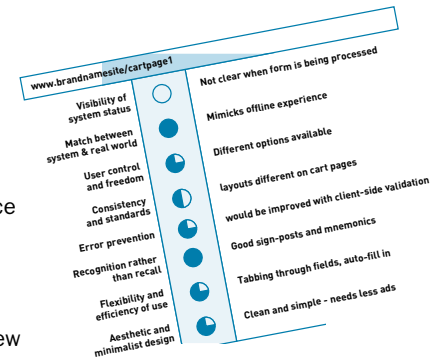 www.brandnamesite/cartpage1
Visibility of
system status
Not clear when form is being processed
Match between
system & real world
Mimicks offline experience
User control
and freedom
Different options available
Consistency
and standards
layouts different on cart pages
Error prevention
would be improved with client-side validation
Recognition rather
than recall
Good sign-posts and mnemonics
Flexibility and
efficiency of use
Tabbing through fields, auto-fill in
Aesthetic and
minimalist design
Clean and simple - needs less ads